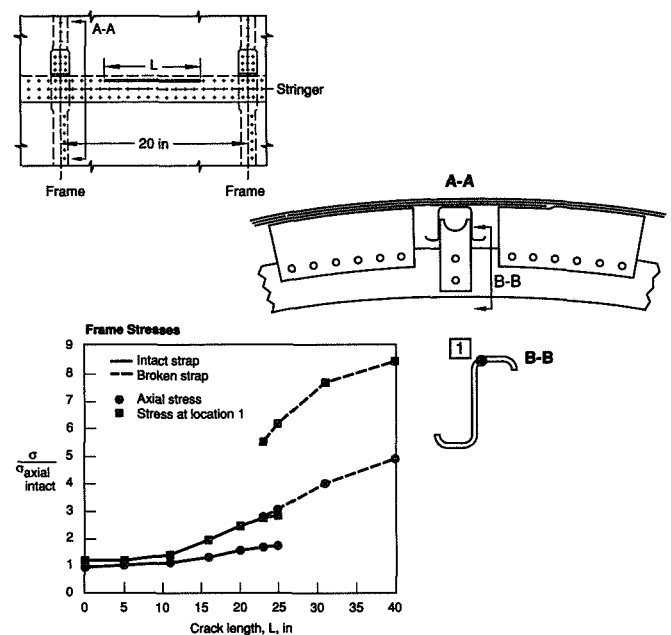 A-A
L
Stringer
20 in
Frame
Frame
A-A
B-B
1
B-B
Frame Stresses
Intact strap
Broken strap
Axial stress
Stress at location 1
σ
σaxial
intact
9
8
7
6
5
4
3
2
1
0
0
5
10
15
20
25
30
35
40
Crack length, L, in